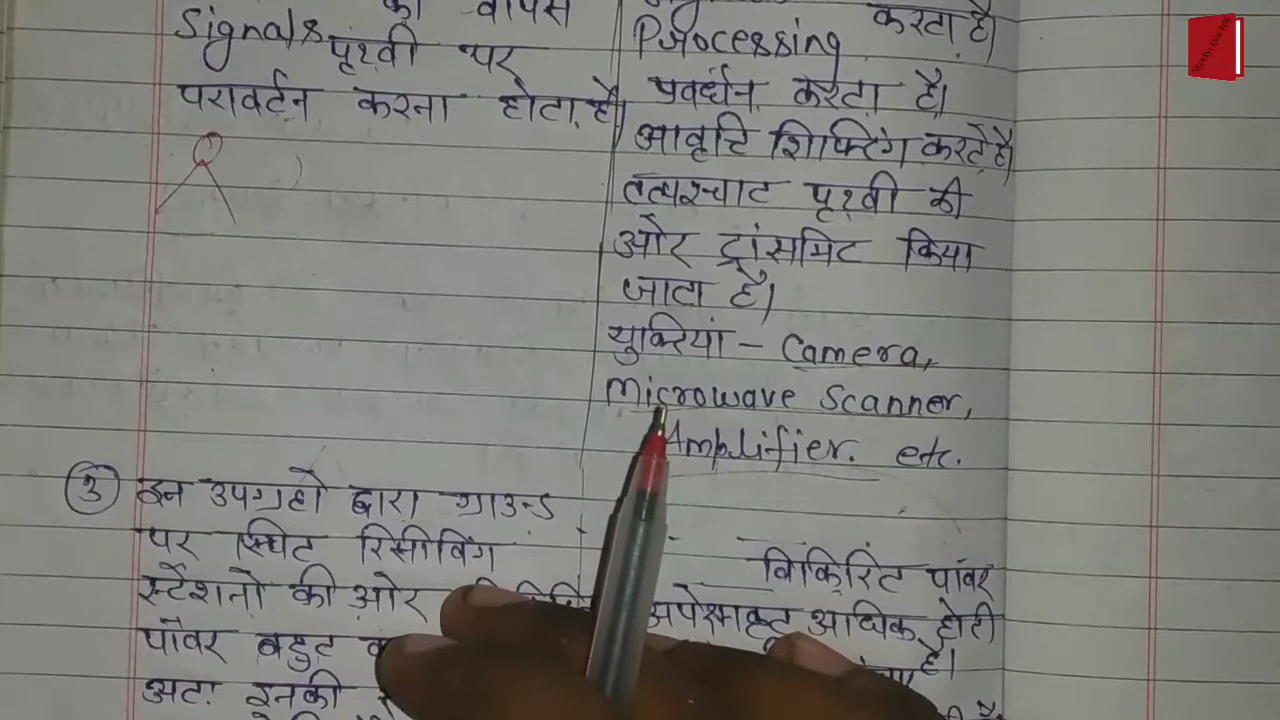 को वापस
Signals पृथ्वी पर
परावर्तन करना होता है।
करता है।
Processing
प्रवर्धन करता है।
आवृत्ति शिफ्टिंग करते है।
तत्पश्चात पृथ्वी की
ओर ट्रांसमिट किया
जाता है।
युक्तियां - Camera,
Microwave Scanner,
Amplifier. etc.
③ इन उपग्रहो द्वारा ग्राउन्ड
पर स्थित रिसीविंग
स्टेशनो की ओर
पॉवर बहुत
अतः इनकी
विकिरित पॉवर
अपेक्षाकृत अधिक होती
है।